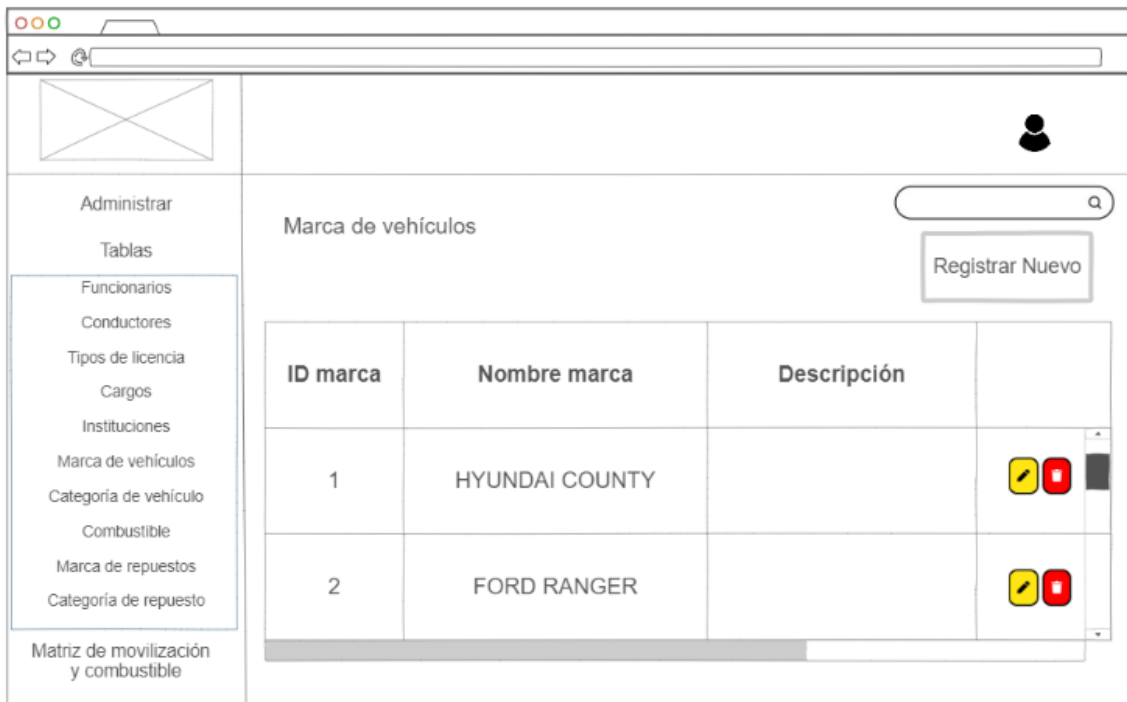 Administrar
Tablas
Funcionarios
Conductores
Tipos de licencia
Cargos
Instituciones
Marca de vehículos
Categoría de vehículo
Combustible
Marca de repuestos
Categoría de repuesto
Matriz de movilización
y combustible
Marca de vehículos
Registrar Nuevo
ID marca Nombre marca Descripción
1 HYUNDAI COUNTY
2 FORD RANGER